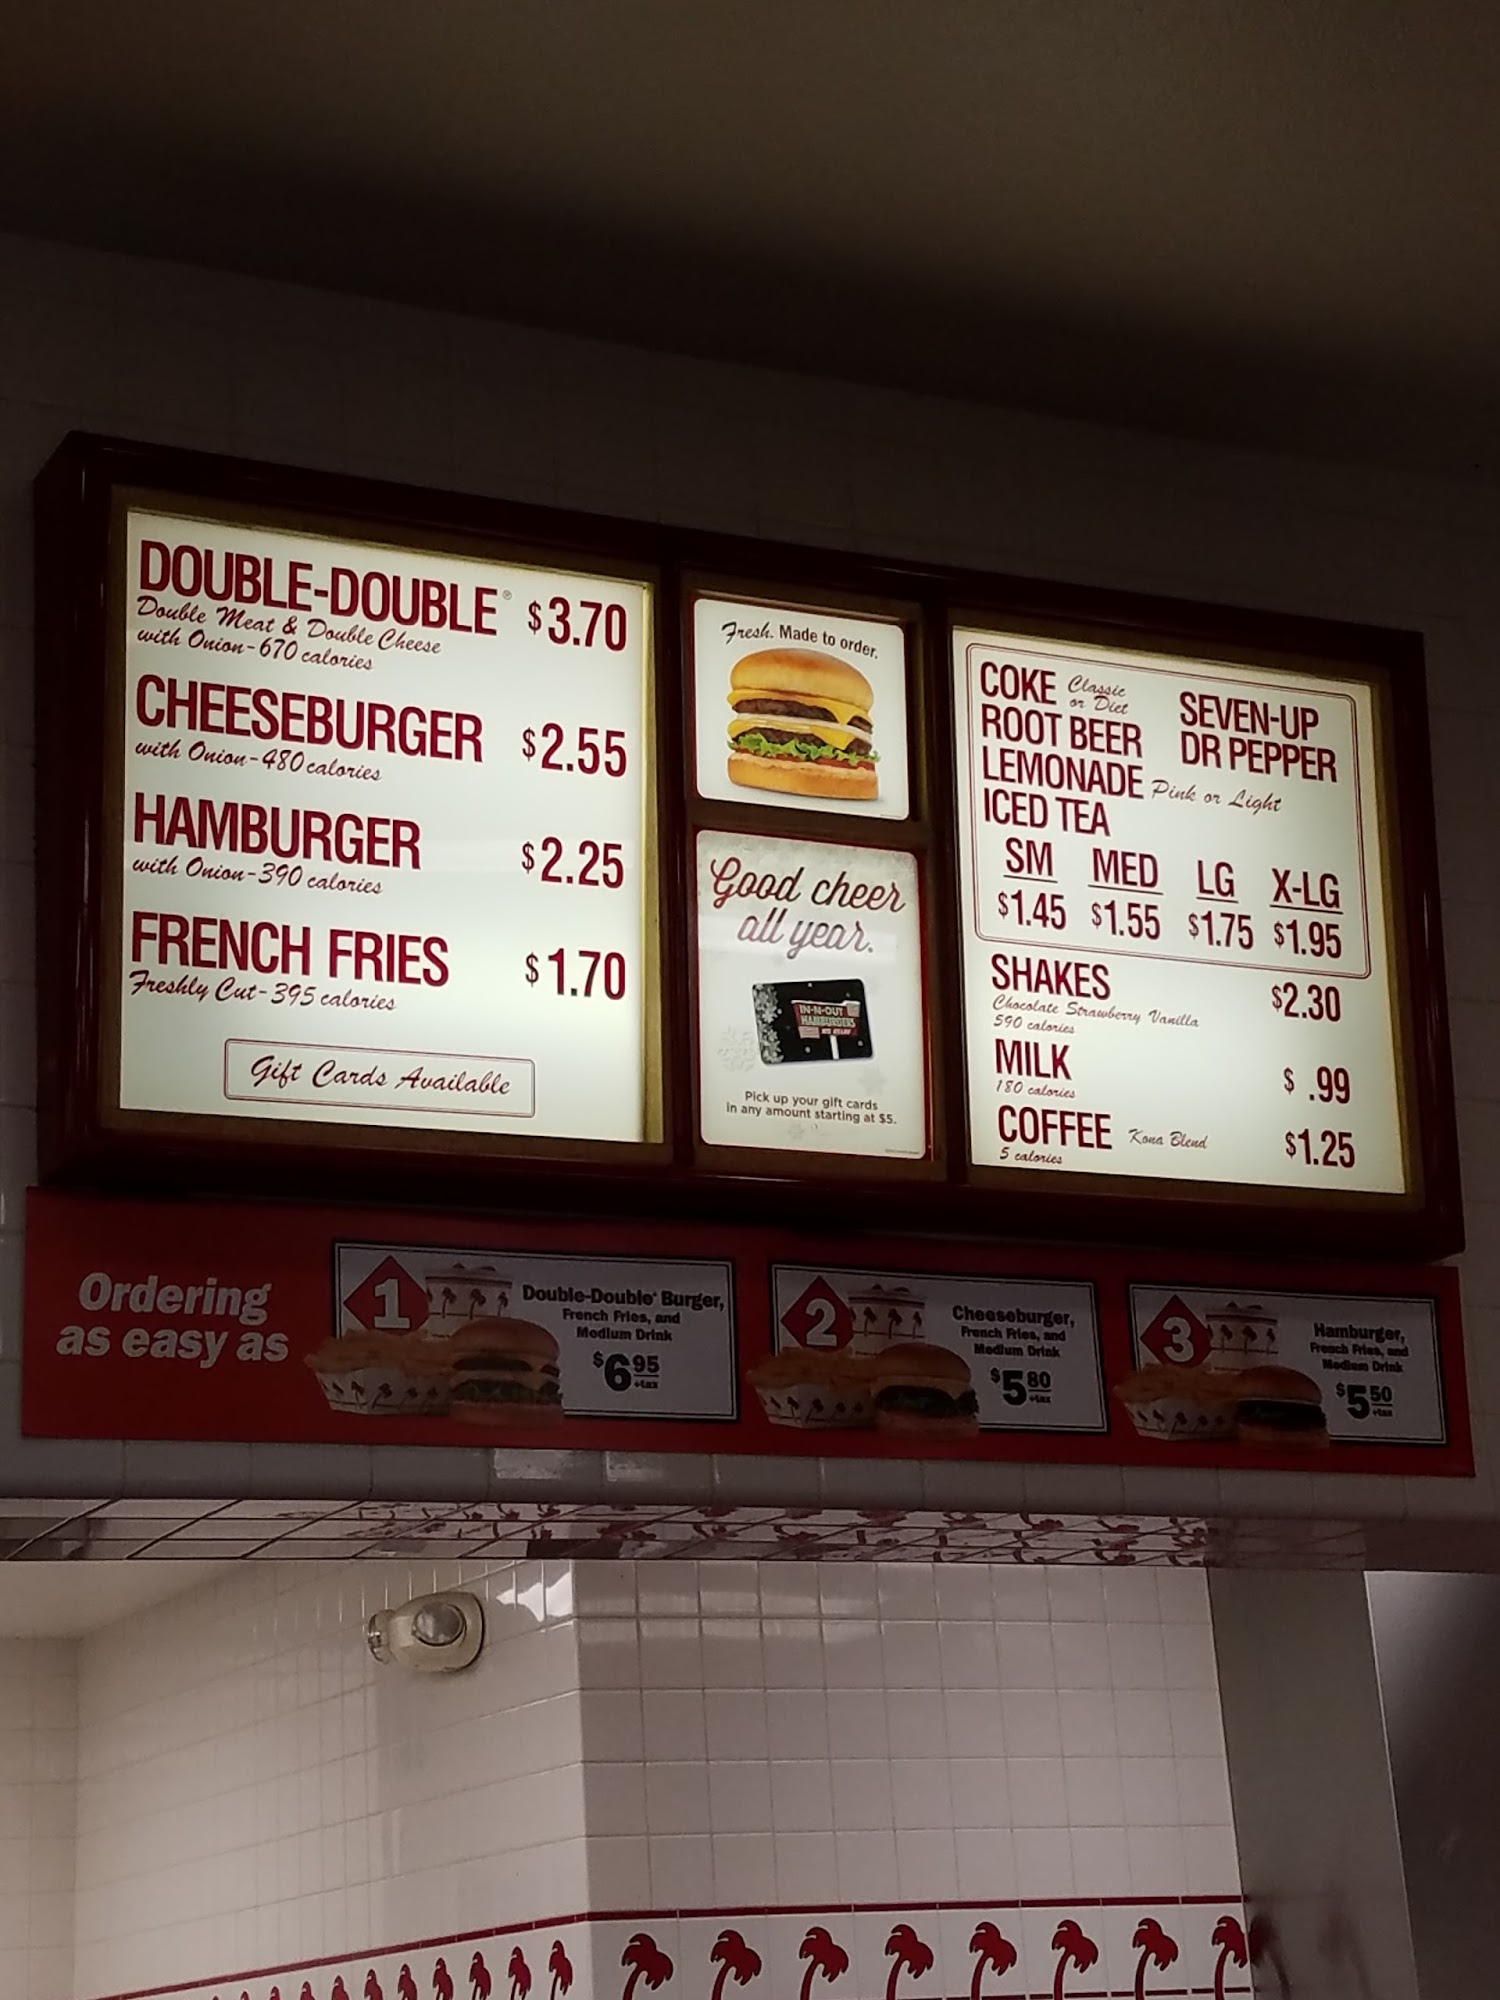 DOUBLE-DOUBLE® $3.70
Double Meat & Double Cheese
with Onion-670 calories
CHEESEBURGER $2.55
with Onion-480 calories
HAMBURGER $2.25
with Onion-390 calories
FRENCH FRIES $1.70
Freshly Cut-395 calories
Gift Cards Available
Fresh. Made to order.
Good cheer
all year.
IN-N-OUT
HAMBURGERS
Pick up your gift cards
in any amount starting at $5.
COKE Classic or Diet SEVEN-UP
ROOT BEER DR PEPPER
LEMONADE Pink or Light
ICED TEA
SM MED LG X-LG
$1.45 $1.55 $1.75 $1.95
SHAKES $2.30
Chocolate Strawberry Vanilla
590 calories
MILK $ .99
180 calories
COFFEE Kona Blend $1.25
5 calories
Ordering
as easy as
1
Double-Double® Burger,
French Fries, and
Medium Drink
$6 95 +tax
2
Cheeseburger,
French Fries, and
Medium Drink
$5 80 +tax
3
Hamburger,
French Fries, and
Medium Drink
$5 50 +tax